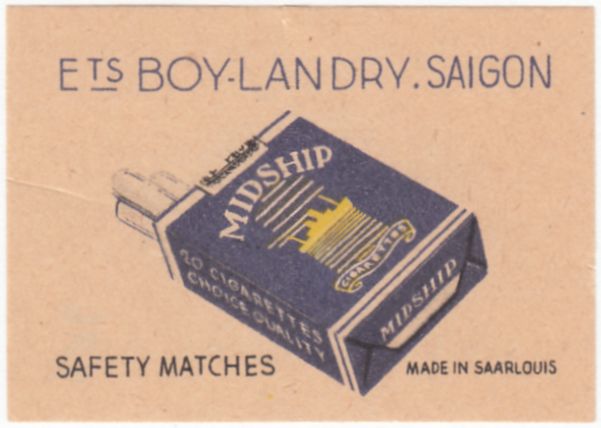 ETS BOY-LANDRY. SAIGON
MIDSHIP
CIGARETTES
20 CIGARETTES
CHOICE QUALITY
MIDSHIP
SAFETY MATCHES
MADE IN SAARLOUIS